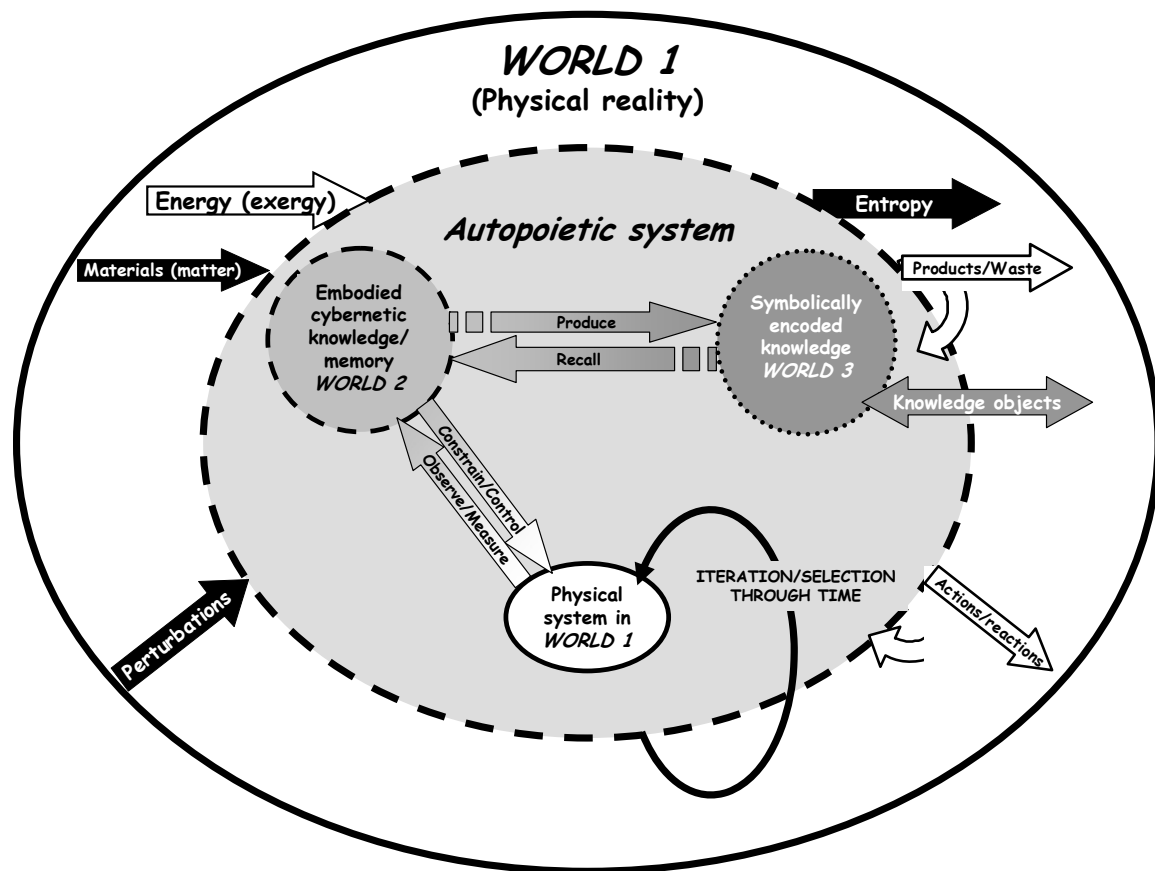 WORLD 1
(Physical reality)
Energy (exergy)
Entropy
Autopoietic system
Materials (matter)
Products/Waste
Embodied
cybernetic
knowledge/
memory
WORLD 2
Produce
Recall
Symbolically
encoded
knowledge
WORLD 3
Knowledge objects
Constrain/Control
Observe/Measure
ITERATION/SELECTION
THROUGH TIME
Physical
system in
WORLD 1
Perturbations
Actions/reactions